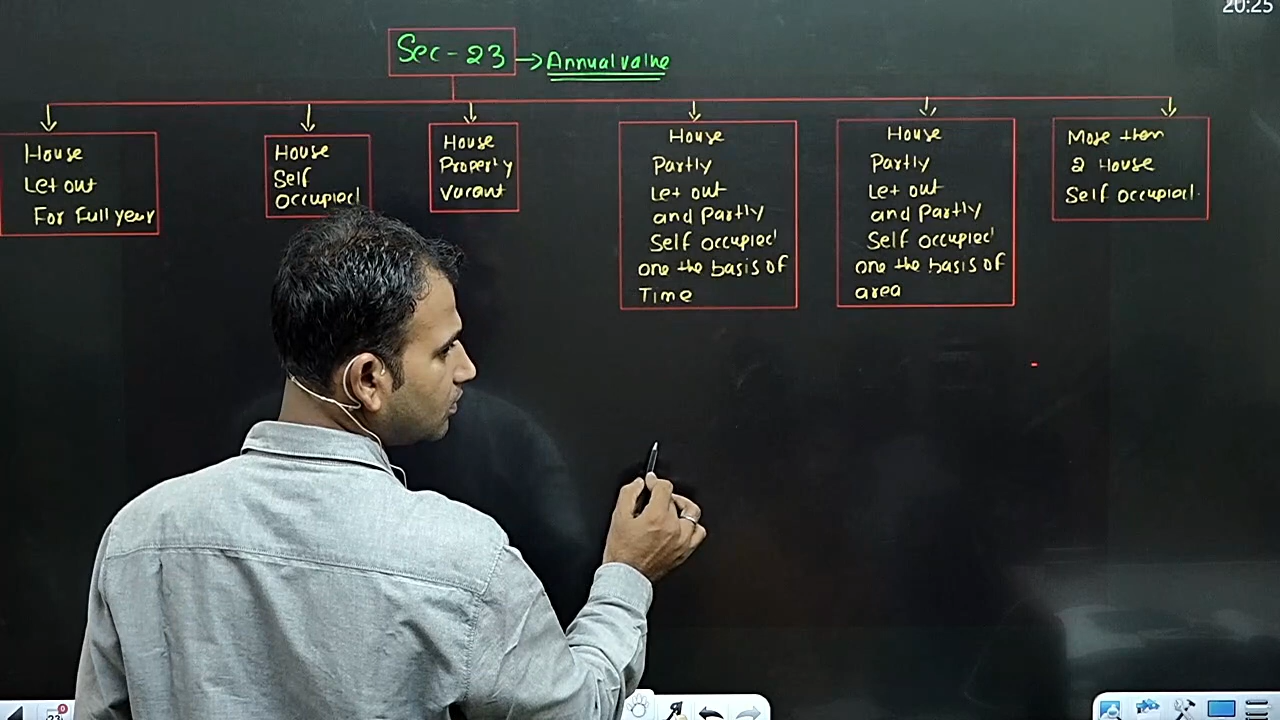 20:25
Sec - 23 → Annual value
House
Let out
For Full year
House
Self
Occupied
House
Property
Vacant
House
Partly
Let out
and Partly
Self occupied
one the basis of
Time
House
Partly
Let out
and Partly
Self occupied
one the basis of
area
More then
2 House
Self occupied.